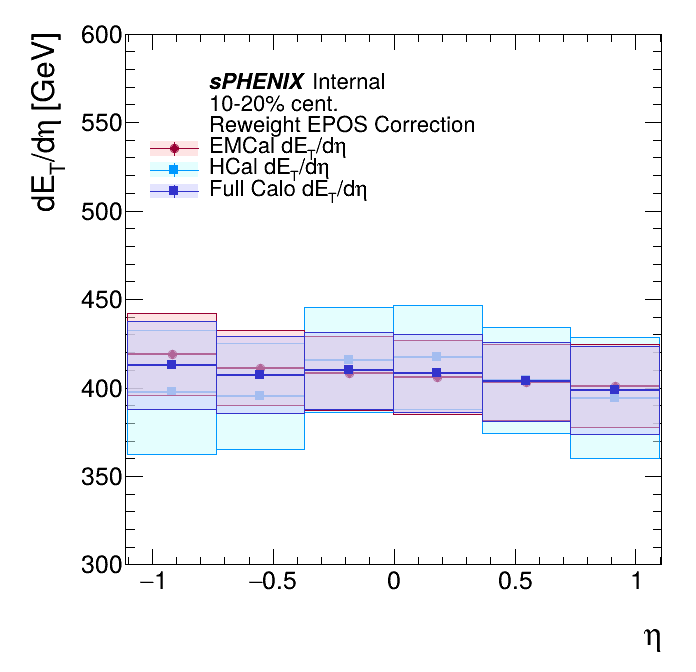 dE_T/dη [GeV]
600
550
500
450
400
350
300
sPHENIX Internal
10-20% cent.
Reweight EPOS Correction
EMCal dE_T/dη
HCal dE_T/dη
Full Calo dE_T/dη
−1 −0.5 0 0.5 1
η